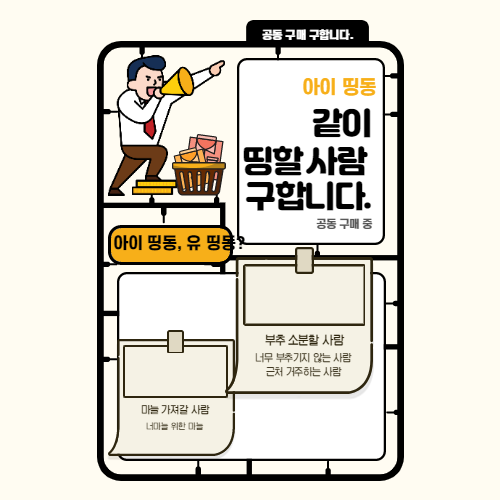 공동 구매 구합니다.
아이 띵동
같이
띵할 사람
구합니다.
공동 구매 중
아이 띵동, 유 띵동?
부추 소분할 사람
너무 부추기지 않는 사람
근처 거주하는 사람
마늘 가져갈 사람
너마늘 위한 마늘